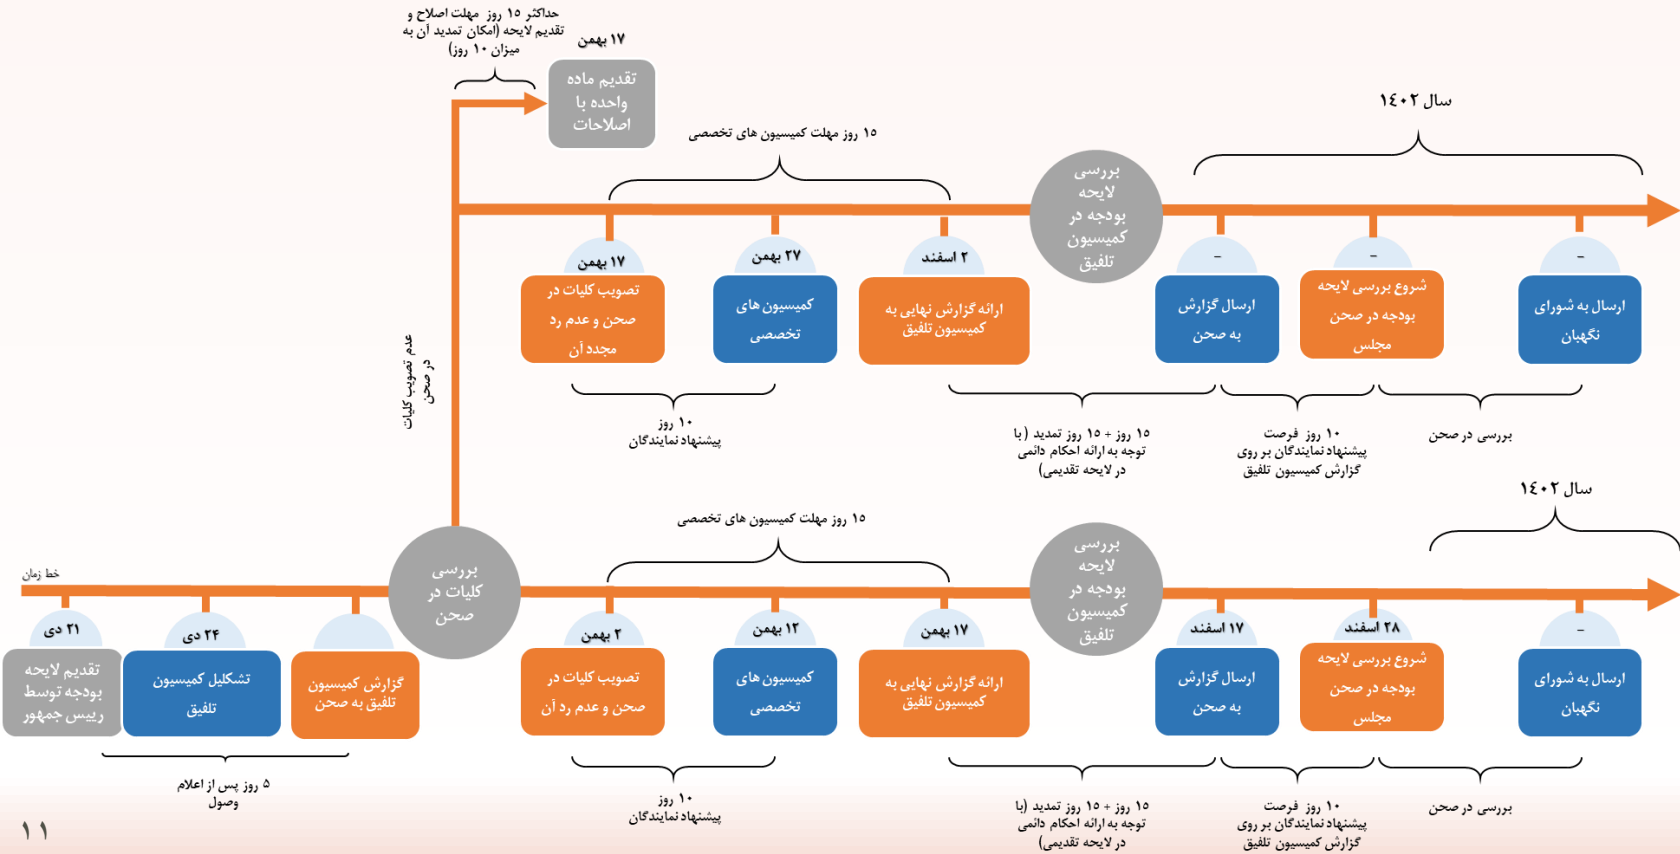 حداکثر ۱۵ روز مهلت اصلاح و
تقدیم لایحه (امکان تمدید آن به
میزان ۱۰ روز)
۱۷ بهمن
تقدیم ماده
واحده با
اصلاحات
سال ۱۴۰۲
۱۵ روز مهلت کمیسیون های تخصصی
بررسی
لایحه
بودجه در
کمیسیون
تلفیق
۱۷ بهمن
تصویب کلیات در
صحن و عدم رد
مجدد آن
۲۷ بهمن
کمیسیون های
تخصصی
۲ اسفند
ارائه گزارش نهایی به
کمیسیون تلفیق
-
ارسال گزارش
به صحن
-
شروع بررسی لایحه
بودجه در صحن
مجلس
-
ارسال به شورای
نگهبان
عدم تصویب کلیات
در صحن
۱۰ روز
پیشنهاد نمایندگان
۱۵ روز + ۱۵ روز تمدید ( با
توجه به ارائه احکام دائمی
در لایحه تقدیمی)
۱۰ روز فرصت
پیشنهاد نمایندگان بر روی
گزارش کمیسیون تلفیق
بررسی در صحن
سال ۱۴۰۲
۱۵ روز مهلت کمیسیون های تخصصی
خط زمان
بررسی
کلیات در
صحن
بررسی
لایحه
بودجه در
کمیسیون
تلفیق
۲۱ دی
تقدیم لایحه
بودجه توسط
رییس جمهور
۲۴ دی
تشکلیل کمیسیون
تلفیق
گزارش کمیسیون
تلفیق به صحن
۲ بهمن
تصویب کلیات در
صحن و عدم رد آن
۱۲ بهمن
کمیسیون های
تخصصی
۱۷ بهمن
ارائه گزارش نهایی به
کمیسیون تلفیق
۱۷ اسفند
ارسال گزارش
به صحن
۲۸ اسفند
شروع بررسی لایحه
بودجه در صحن
مجلس
-
ارسال به شورای
نگهبان
۵ روز پس از اعلام
وصول
۱۰ روز
پیشنهاد نمایندگان
۱۵ روز + ۱۵ روز تمدید (با
توجه به ارائه احکام دائمی
در لایحه تقدیمی)
۱۰ روز فرصت
پیشنهاد نمایندگان بر روی
گزارش کمیسیون تلفیق
بررسی در صحن
۱۱